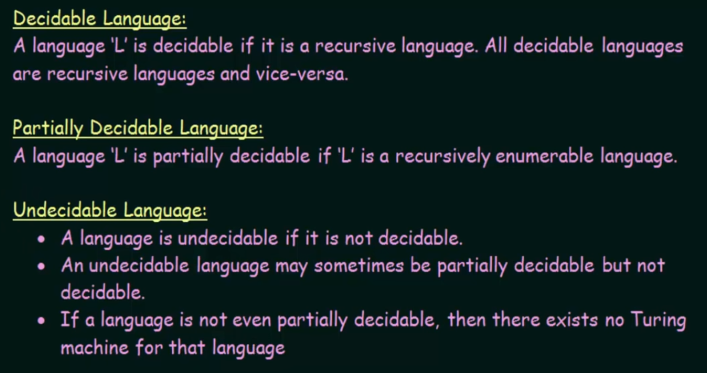 Decidable Language:
A language 'L' is decidable if it is a recursive language. All decidable languages
are recursive languages and vice-versa.
Partially Decidable Language:
A language 'L' is partially decidable if 'L' is a recursively enumerable language.
Undecidable Language:
• A language is undecidable if it is not decidable.
• An undecidable language may sometimes be partially decidable but not
decidable.
• If a language is not even partially decidable, then there exists no Turing
machine for that language